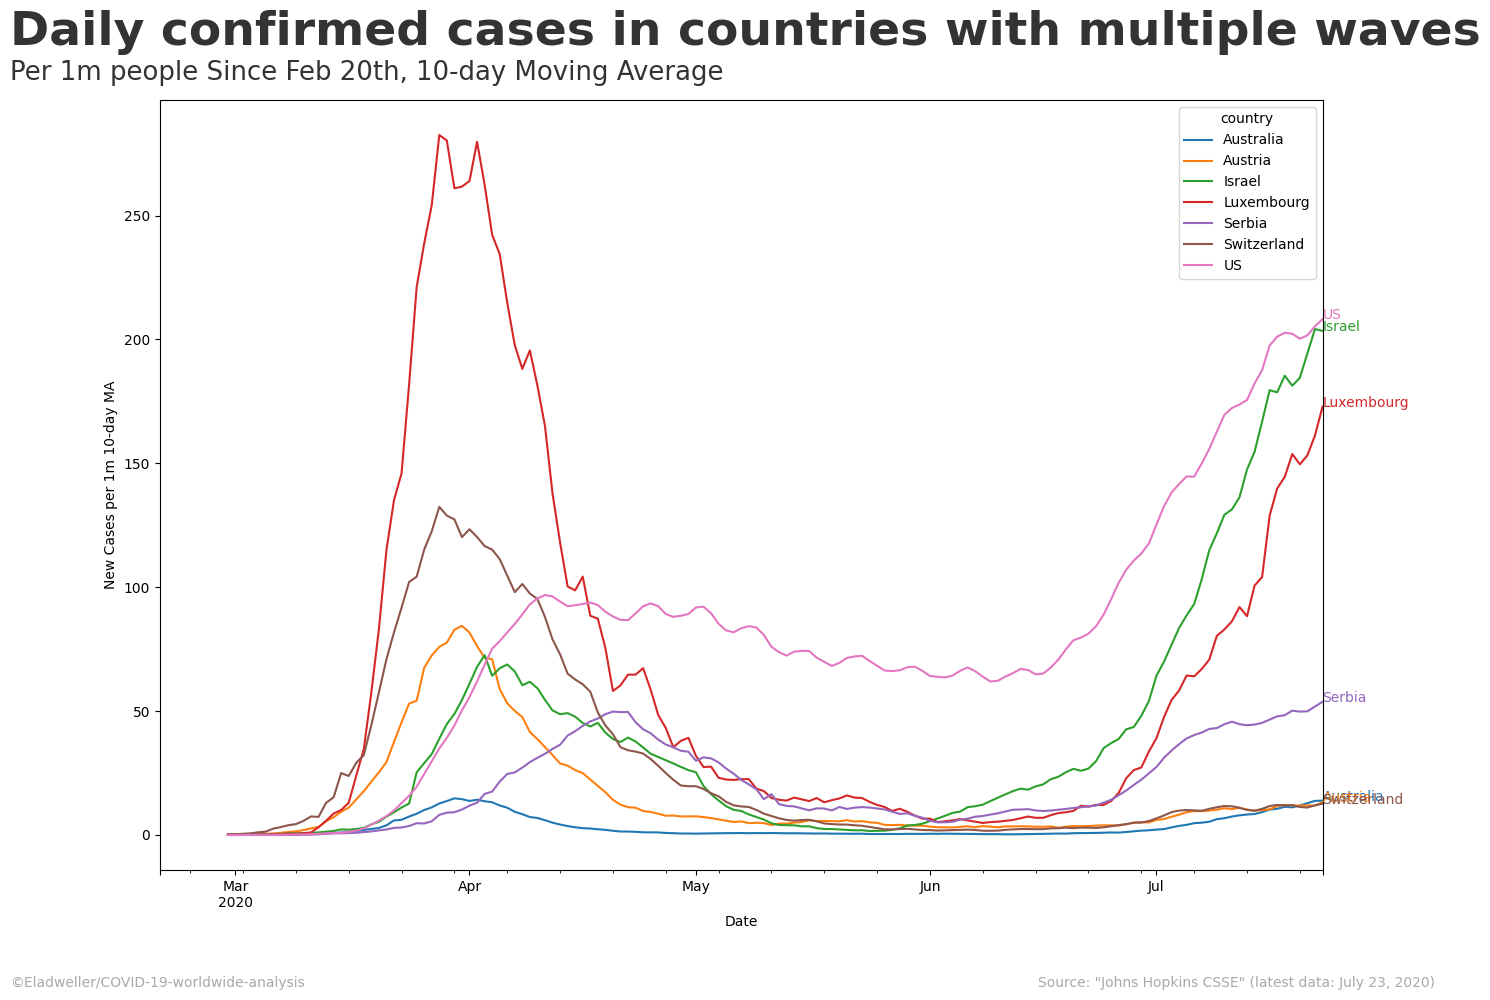 Daily confirmed cases in countries with multiple waves
Per 1m people Since Feb 20th, 10-day Moving Average
country
Australia
Austria
Israel
Luxembourg
Serbia
Switzerland
US
250
200
150
100
50
0
New Cases per 1m 10-day MA
US
Israel
Luxembourg
Serbia
Australia
Austria
Switzerland
Mar
2020
Apr
May
Jun
Jul
Date
©Eladweller/COVID-19-worldwide-analysis
Source: "Johns Hopkins CSSE" (latest data: July 23, 2020)